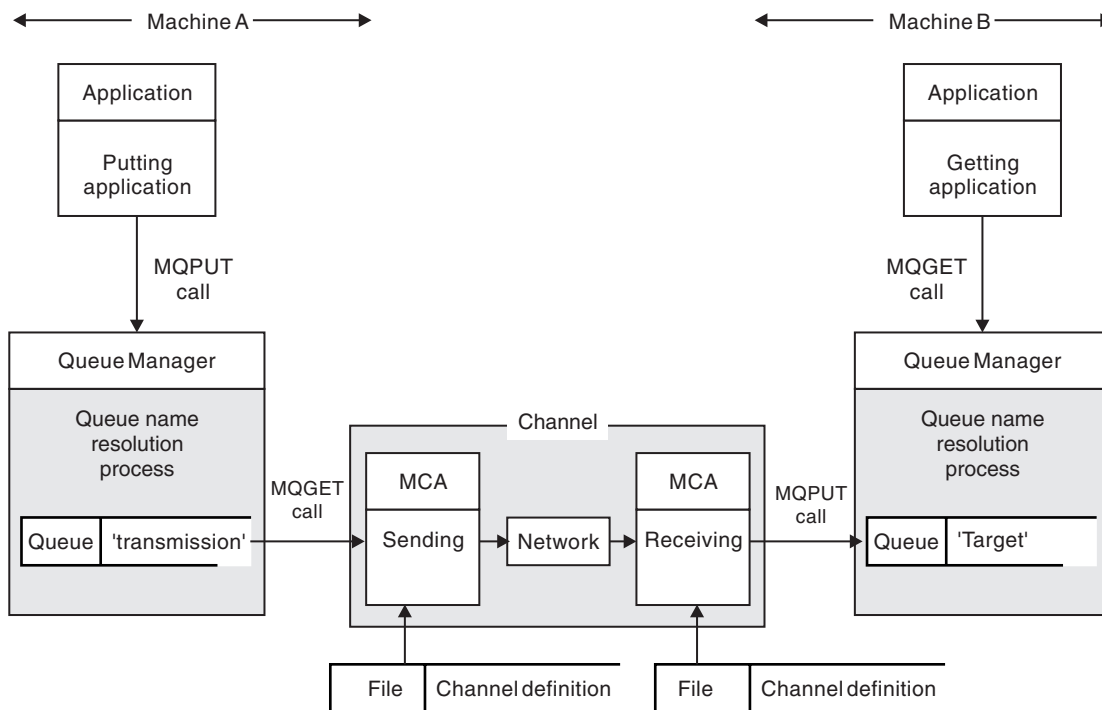 Machine A
Machine B
Application
Putting
application
Application
Getting
application
MQPUT
call
MQGET
call
Queue Manager
Queue name
resolution
process
Queue 'transmission'
MQGET
call
Channel
MCA
Sending
Network
MCA
Receiving
MQPUT
call
Queue Manager
Queue name
resolution
process
Queue 'Target'
File Channel definition
File Channel definition